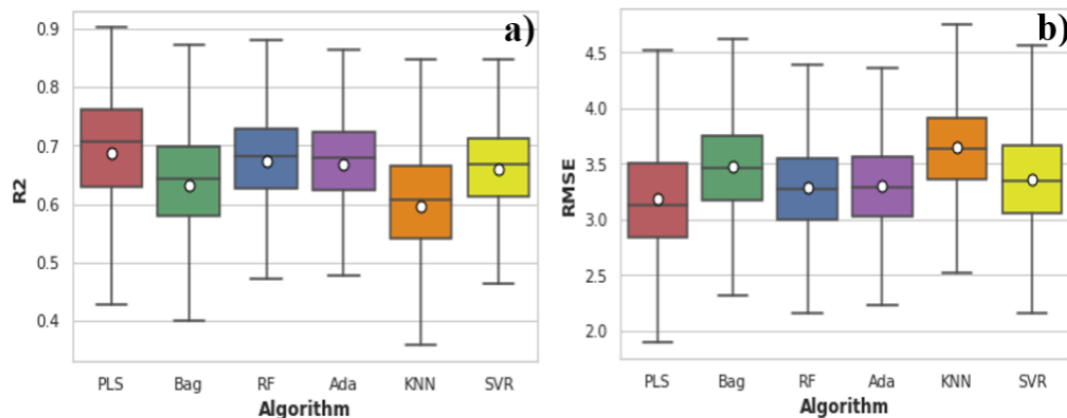 a)
R2
0.9
0.8
0.7
0.6
0.5
0.4
PLS Bag RF Ada KNN SVR
Algorithm
b)
RMSE
4.5
4.0
3.5
3.0
2.5
2.0
PLS Bag RF Ada KNN SVR
Algorithm